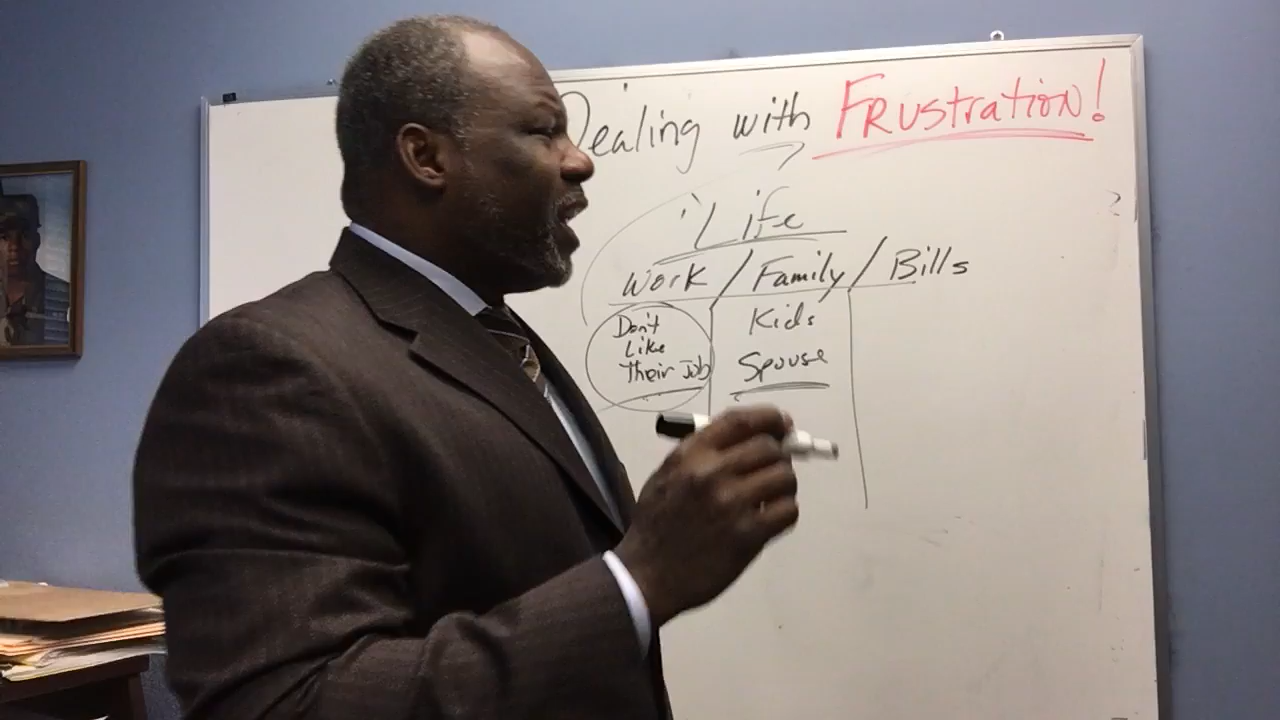 Dealing with FRUstration!
Life
Work / Family / Bills
Don't
Like
Their Job
Kids
Spouse